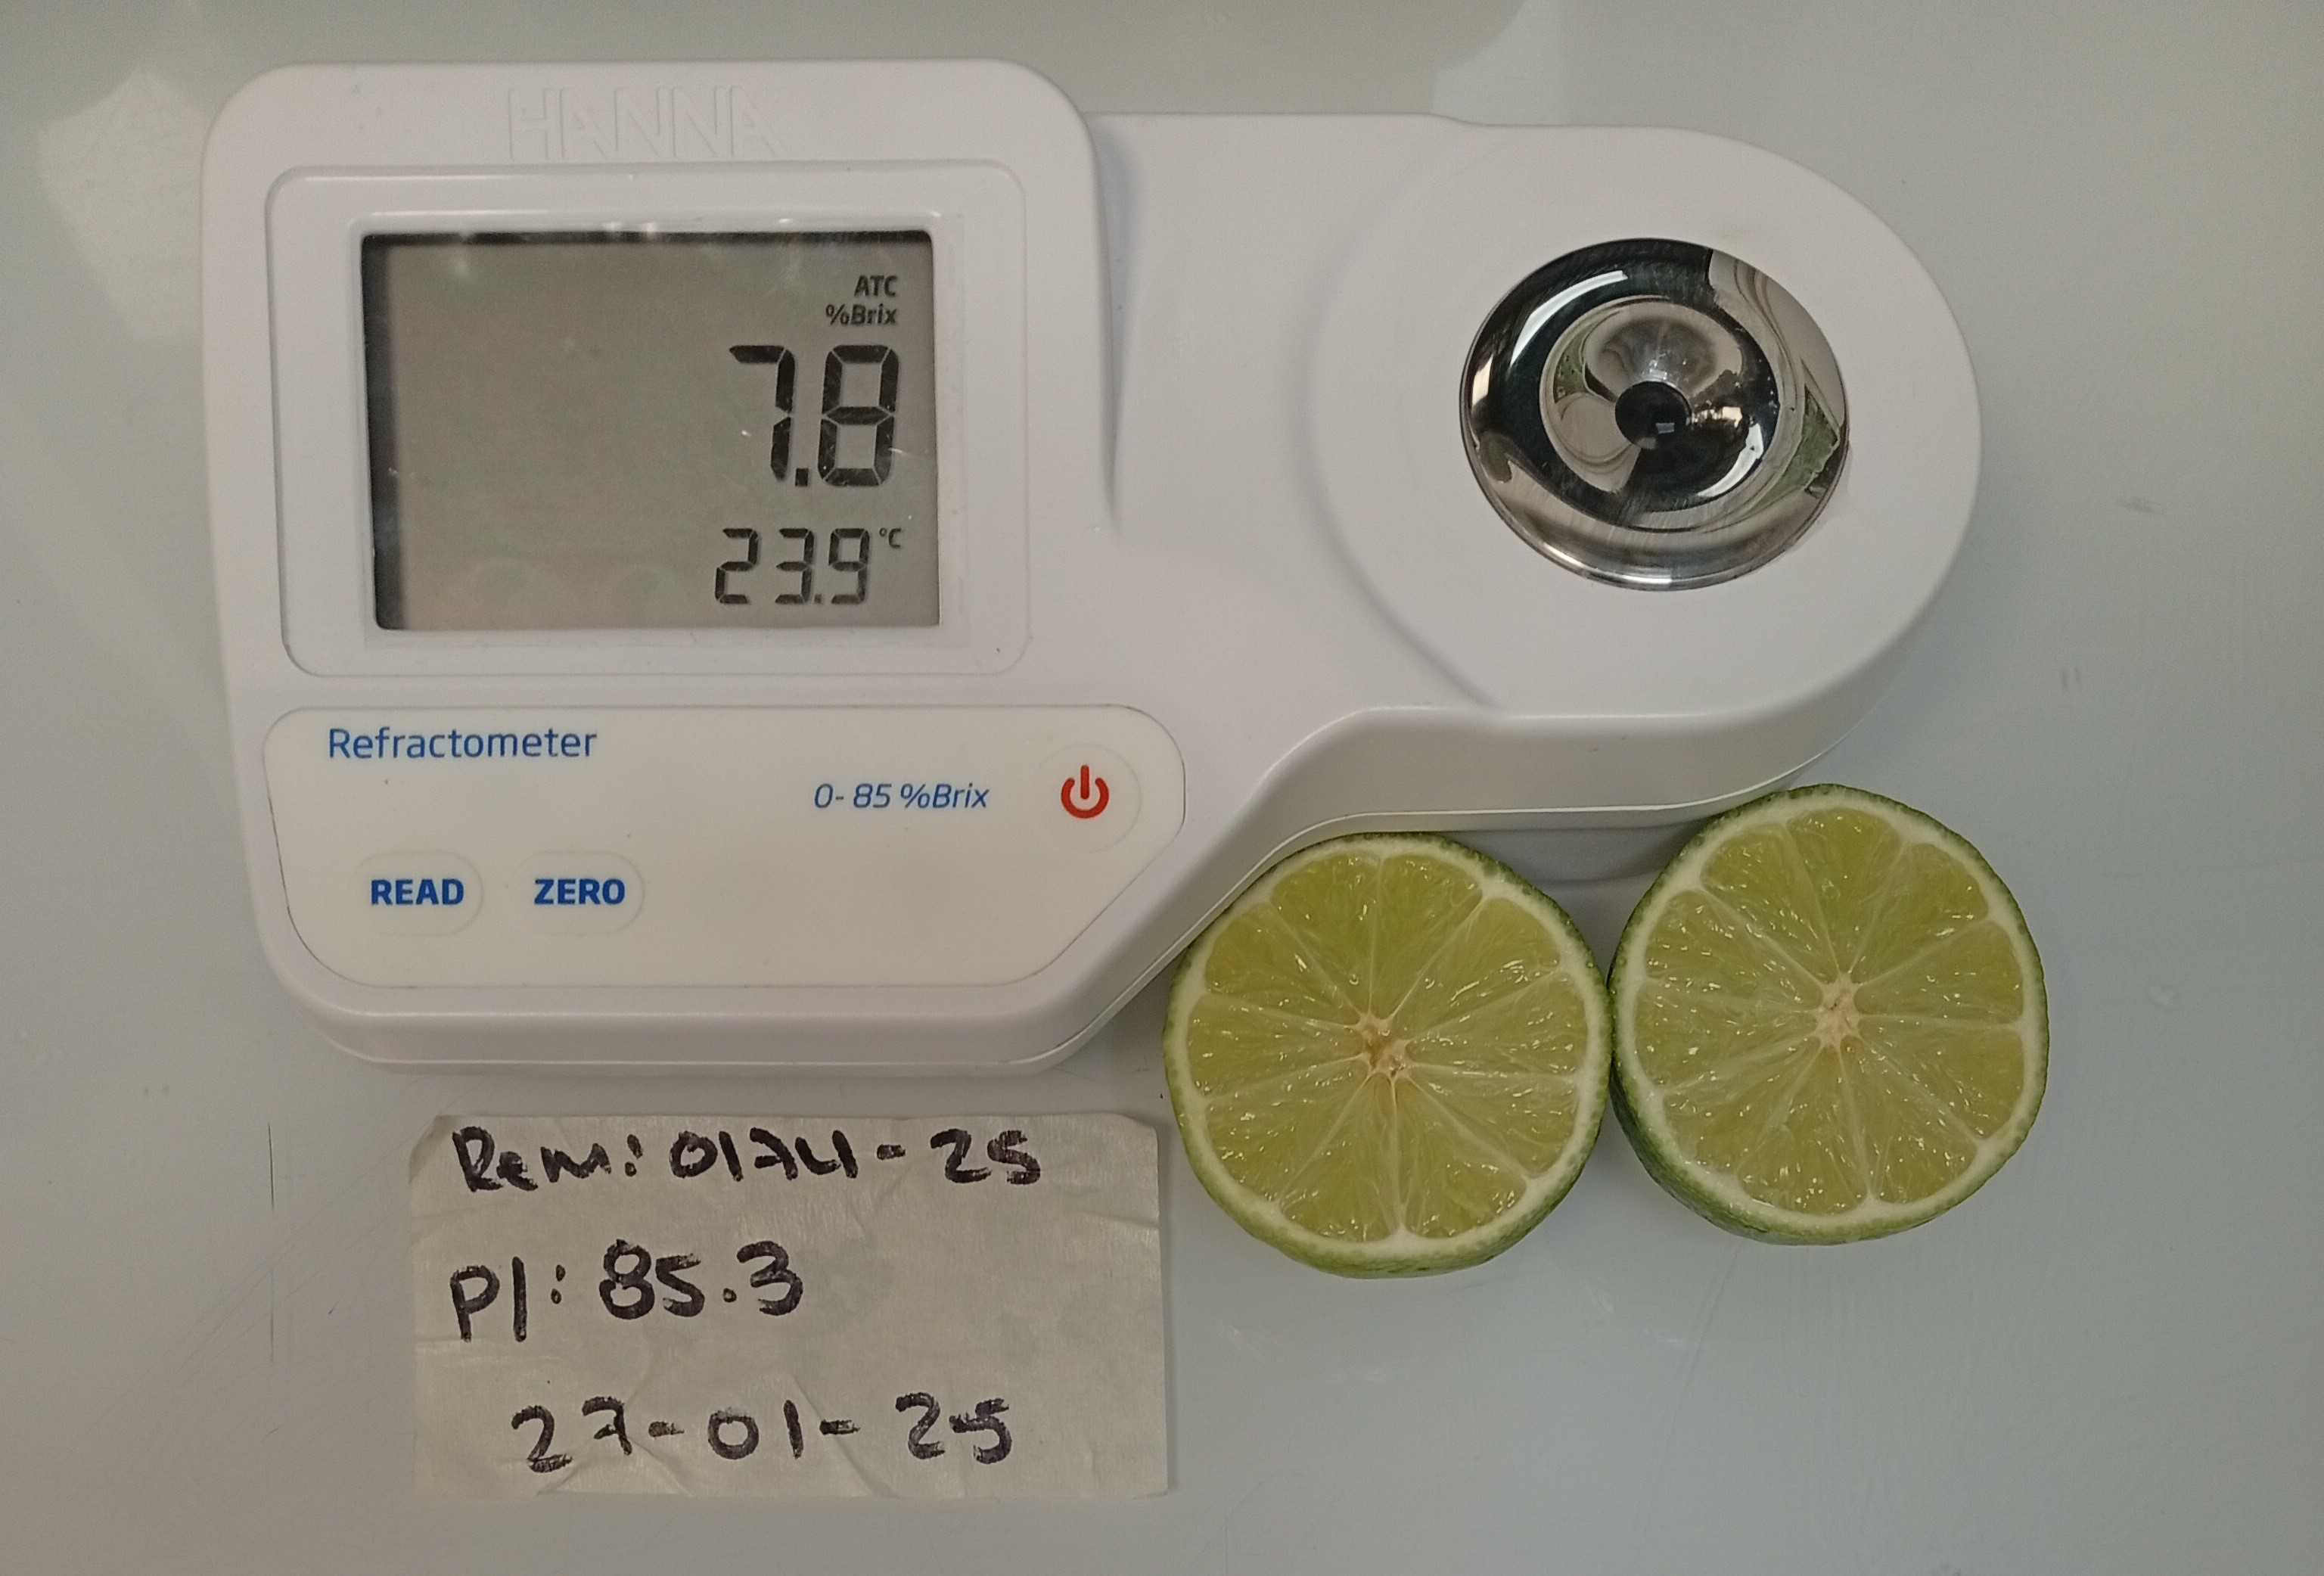 HANNA
ATC
%Brix
7.8
23.9 °C
Refractometer
0-85 %Brix
READ ZERO
Rem: 0174-25
Pl: 85.3
27-01-25